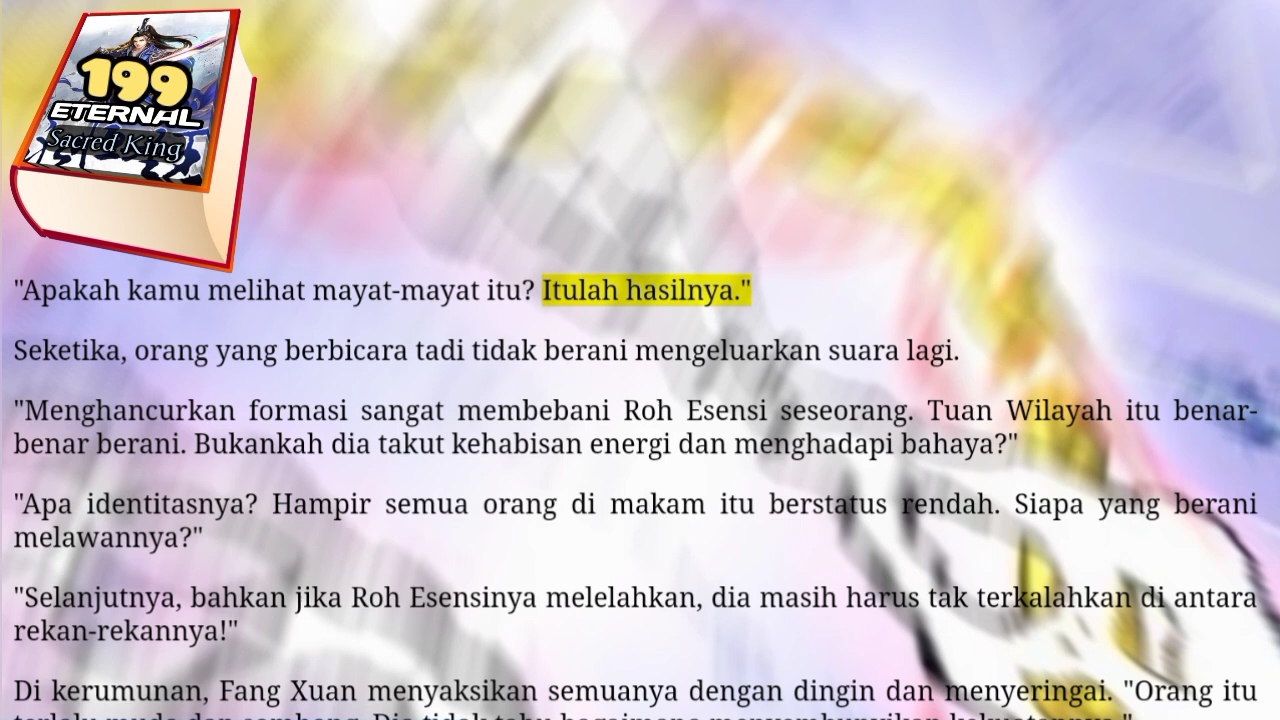 199
ETERNAL
Sacred King
"Apakah kamu melihat mayat-mayat itu? Itulah hasilnya."
Seketika, orang yang berbicara tadi tidak berani mengeluarkan suara lagi.
"Menghancurkan formasi sangat membebani Roh Esensi seseorang. Tuan Wilayah itu benar-
benar berani. Bukankah dia takut kehabisan energi dan menghadapi bahaya?"
"Apa identitasnya? Hampir semua orang di makam itu berstatus rendah. Siapa yang berani
melawannya?"
"Selanjutnya, bahkan jika Roh Esensinya melelahkan, dia masih harus tak terkalahkan di antara
rekan-rekannya!"
Di kerumunan, Fang Xuan menyaksikan semuanya dengan dingin dan menyeringai. "Orang itu